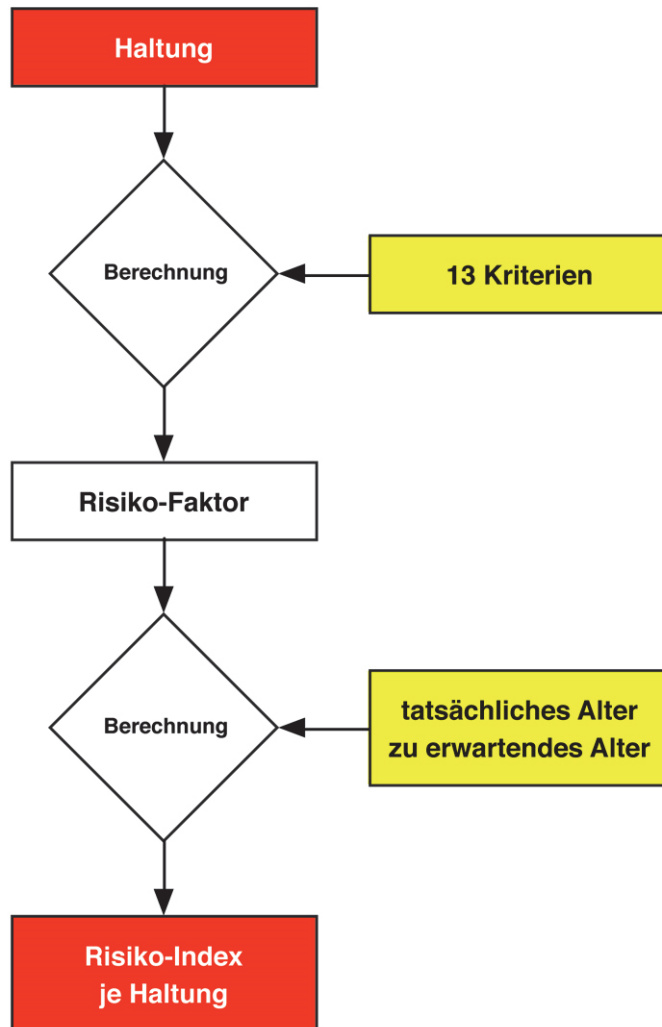 Haltung
Berechnung
13 Kriterien
Risiko-Faktor
Berechnung
tatsächliches Alter
zu erwartendes Alter
Risiko-Index
je Haltung